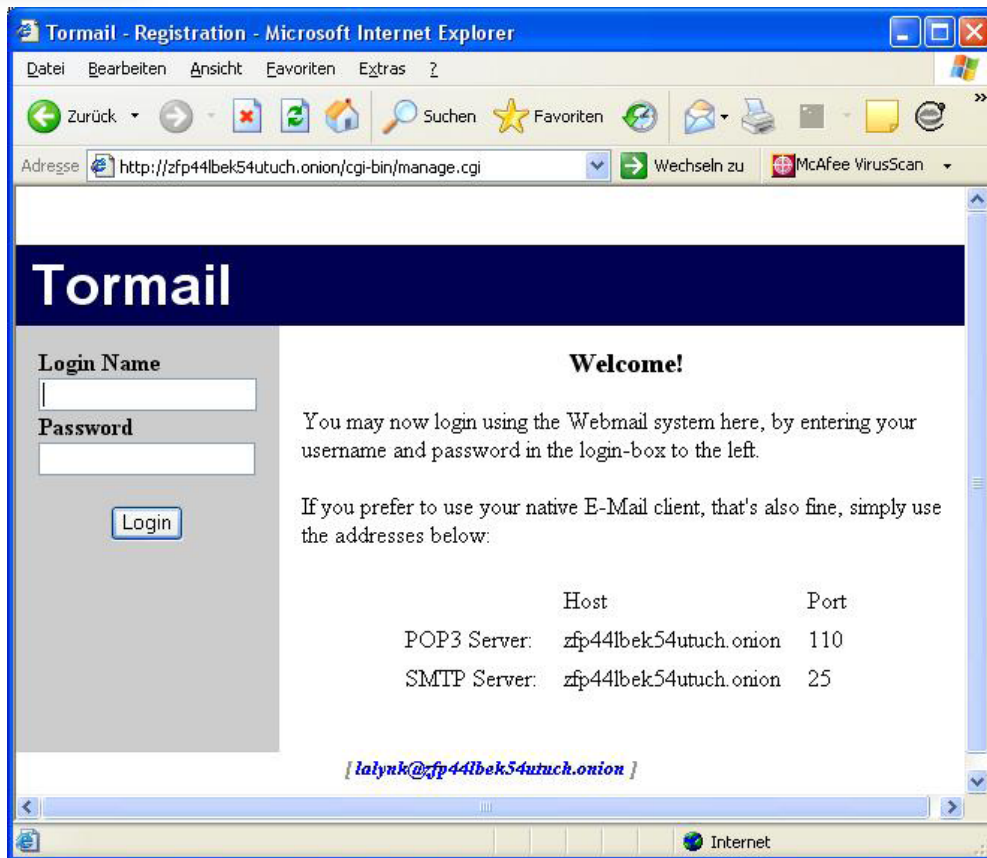 Tormail - Registration - Microsoft Internet Explorer
Datei Bearbeiten Ansicht Favoriten Extras ?
Zurück Suchen Favoriten »
Adresse http://zfp44lbek54utuch.onion/cgi-bin/manage.cgi Wechseln zu McAfee VirusScan
Tormail
Login Name
Password
Login
Welcome!
You may now login using the Webmail system here, by entering your
username and password in the login-box to the left.
If you prefer to use your native E-Mail client, that's also fine, simply use
the addresses below:
Host Port
POP3 Server: zfp44lbek54utuch.onion 110
SMTP Server: zfp44lbek54utuch.onion 25
[ lalynk@zfp44lbek54utuch.onion ]
Internet